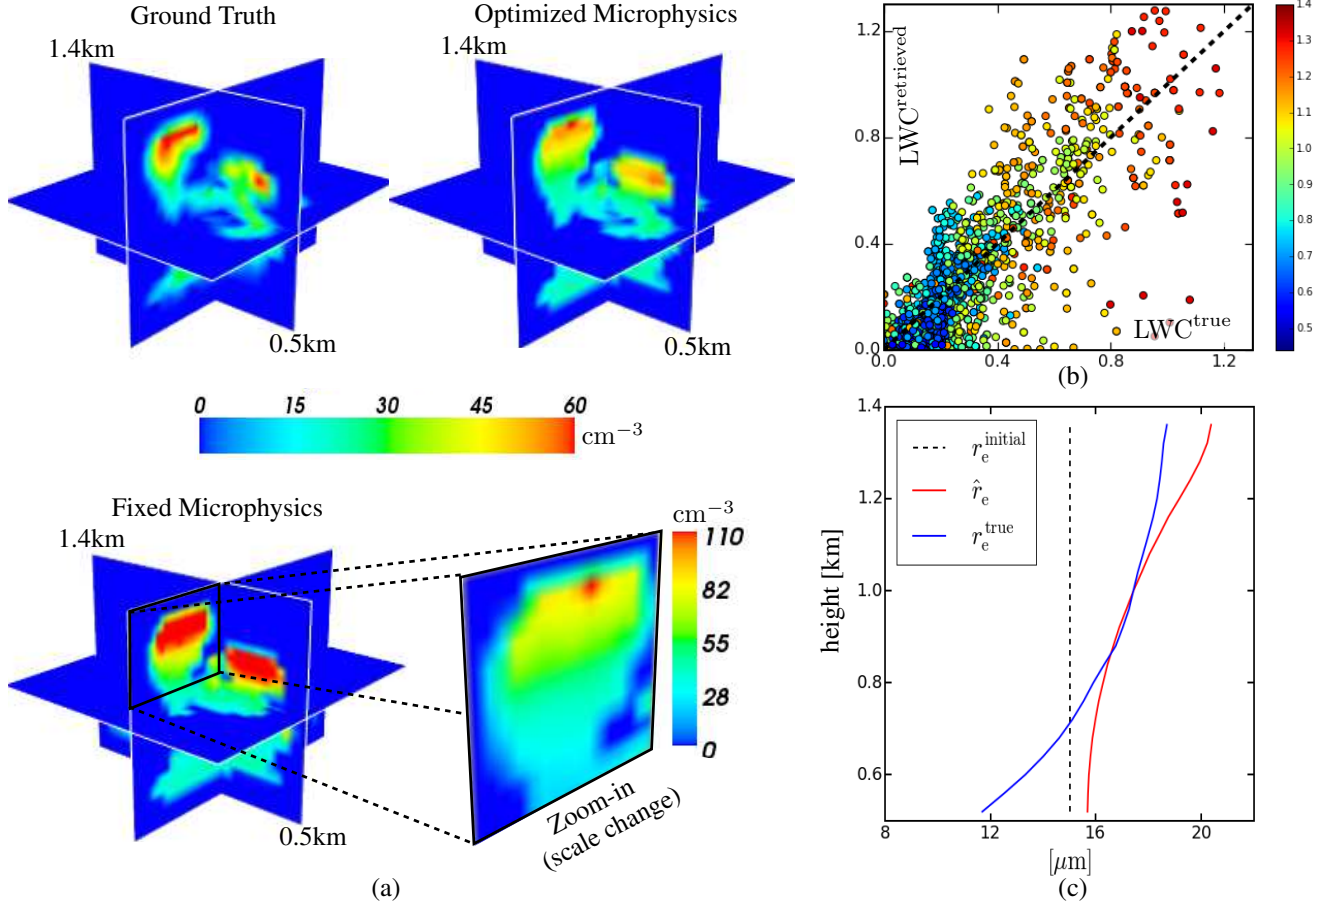 Ground Truth
1.4km
0.5km
Optimized Microphysics
1.4km
0.5km
0 15 30 45 60
cm⁻³
Fixed Microphysics
1.4km
0.5km
cm⁻³
110
82
55
28
0
Zoom-in
(scale change)
(a)
LWC^retrieved
1.2
0.8
0.4
0.0
0.0 0.4 0.8 1.2
LWC^true
1.4
1.3
1.2
1.1
1.0
0.9
0.8
0.7
0.6
0.5
(b)
height [km]
1.4
1.2
1.0
0.8
0.6
r_e^initial
r̂_e
r_e^true
8 12 16 20
[μm]
(c)